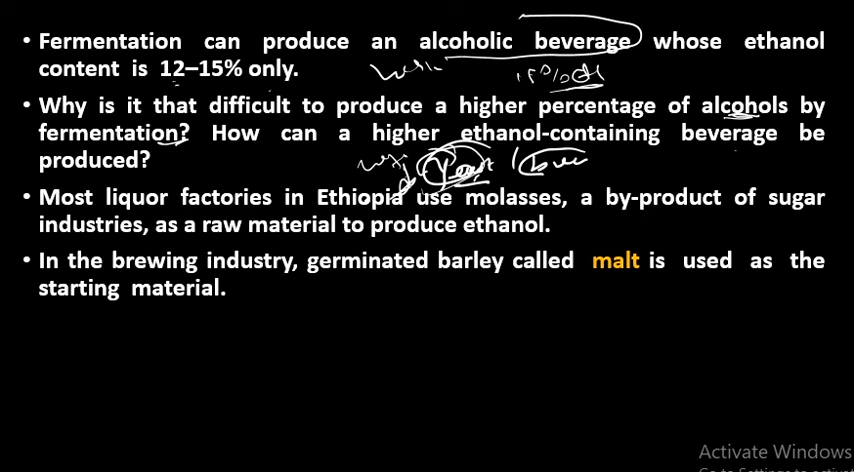 • Fermentation can produce an alcoholic beverage whose ethanol
content is 12–15% only.
• Why is it that difficult to produce a higher percentage of alcohols by
fermentation? How can a higher ethanol-containing beverage be
produced?
• Most liquor factories in Ethiopia use molasses, a by-product of sugar
industries, as a raw material to produce ethanol.
• In the brewing industry, germinated barley called malt is used as the
starting material.
Activate Windows